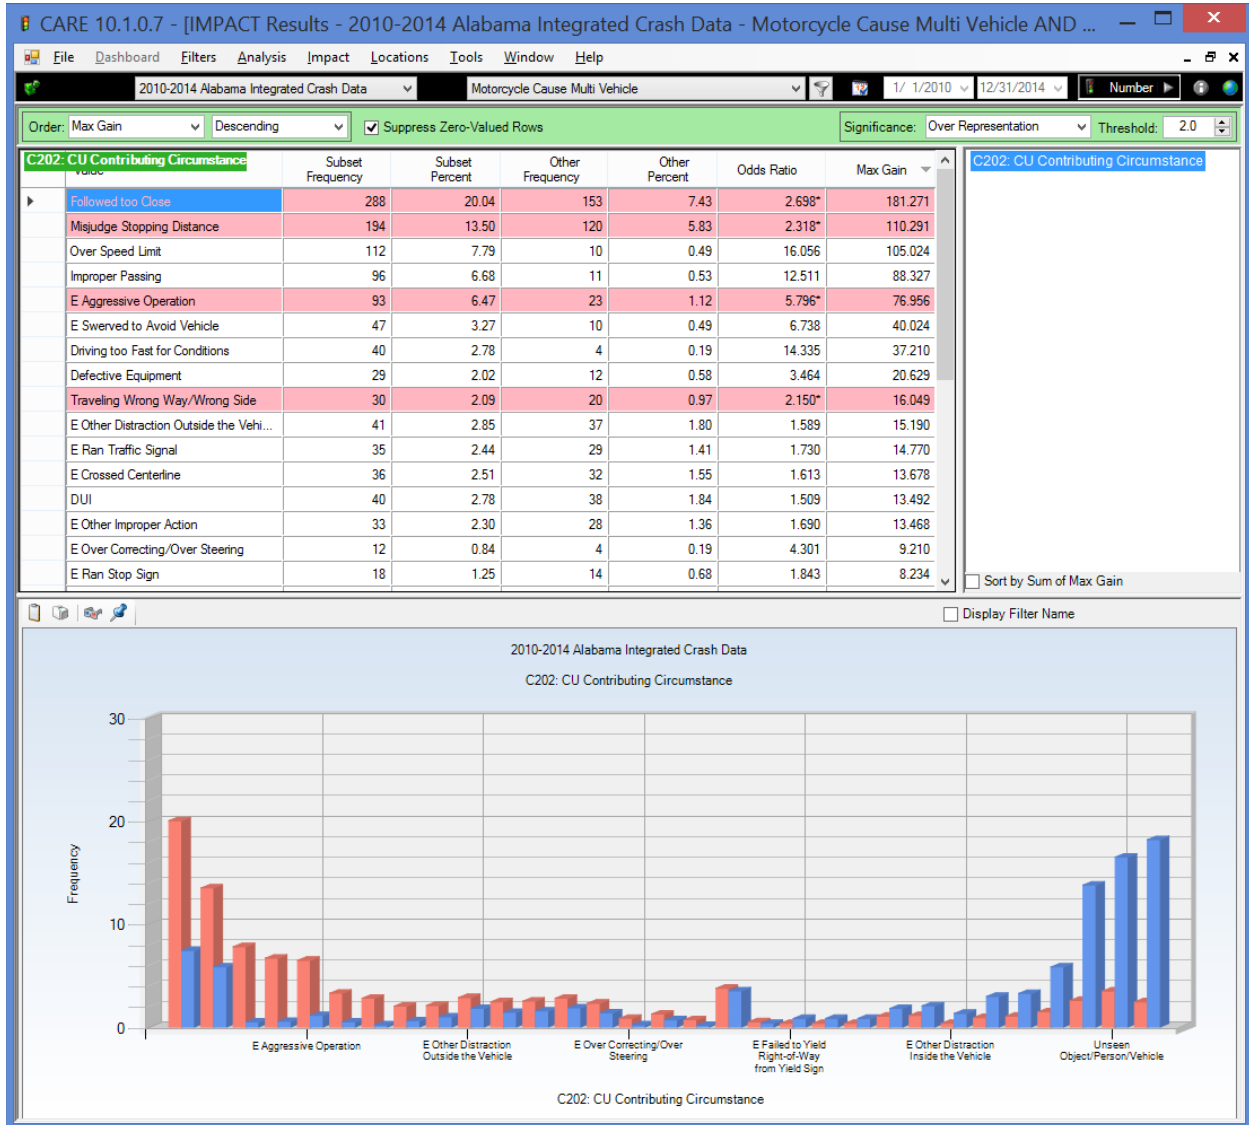 CARE 10.1.0.7 - [IMPACT Results - 2010-2014 Alabama Integrated Crash Data - Motorcycle Cause Multi Vehicle AND ...
File Dashboard Filters Analysis Impact Locations Tools Window Help
2010-2014 Alabama Integrated Crash Data Motorcycle Cause Multi Vehicle 1/ 1/2010 12/31/2014 Number
Order: Max Gain Descending Suppress Zero-Valued Rows Significance: Over Representation Threshold: 2.0
C202: CU Contributing Circumstance Subset Frequency Subset Percent Other Frequency Other Percent Odds Ratio Max Gain C202: CU Contributing Circumstance
Followed too Close 288 20.04 153 7.43 2.698* 181.271
Misjudge Stopping Distance 194 13.50 120 5.83 2.318* 110.291
Over Speed Limit 112 7.79 10 0.49 16.056 105.024
Improper Passing 96 6.68 11 0.53 12.511 88.327
E Aggressive Operation 93 6.47 23 1.12 5.796* 76.956
E Swerved to Avoid Vehicle 47 3.27 10 0.49 6.738 40.024
Driving too Fast for Conditions 40 2.78 4 0.19 14.335 37.210
Defective Equipment 29 2.02 12 0.58 3.464 20.629
Traveling Wrong Way/Wrong Side 30 2.09 20 0.97 2.150* 16.049
E Other Distraction Outside the Vehi... 41 2.85 37 1.80 1.589 15.190
E Ran Traffic Signal 35 2.44 29 1.41 1.730 14.770
E Crossed Centerline 36 2.51 32 1.55 1.613 13.678
DUI 40 2.78 38 1.84 1.509 13.492
E Other Improper Action 33 2.30 28 1.36 1.690 13.468
E Over Correcting/Over Steering 12 0.84 4 0.19 4.301 9.210
E Ran Stop Sign 18 1.25 14 0.68 1.843 8.234
Sort by Sum of Max Gain
Display Filter Name
2010-2014 Alabama Integrated Crash Data
C202: CU Contributing Circumstance
30
20
10
0
Frequency
E Aggressive Operation
E Other Distraction
Outside the Vehicle
E Over Correcting/Over
Steering
E Failed to Yield
Right-of-Way
from Yield Sign
E Other Distraction
Inside the Vehicle
Unseen
Object/Person/Vehicle
C202: CU Contributing Circumstance